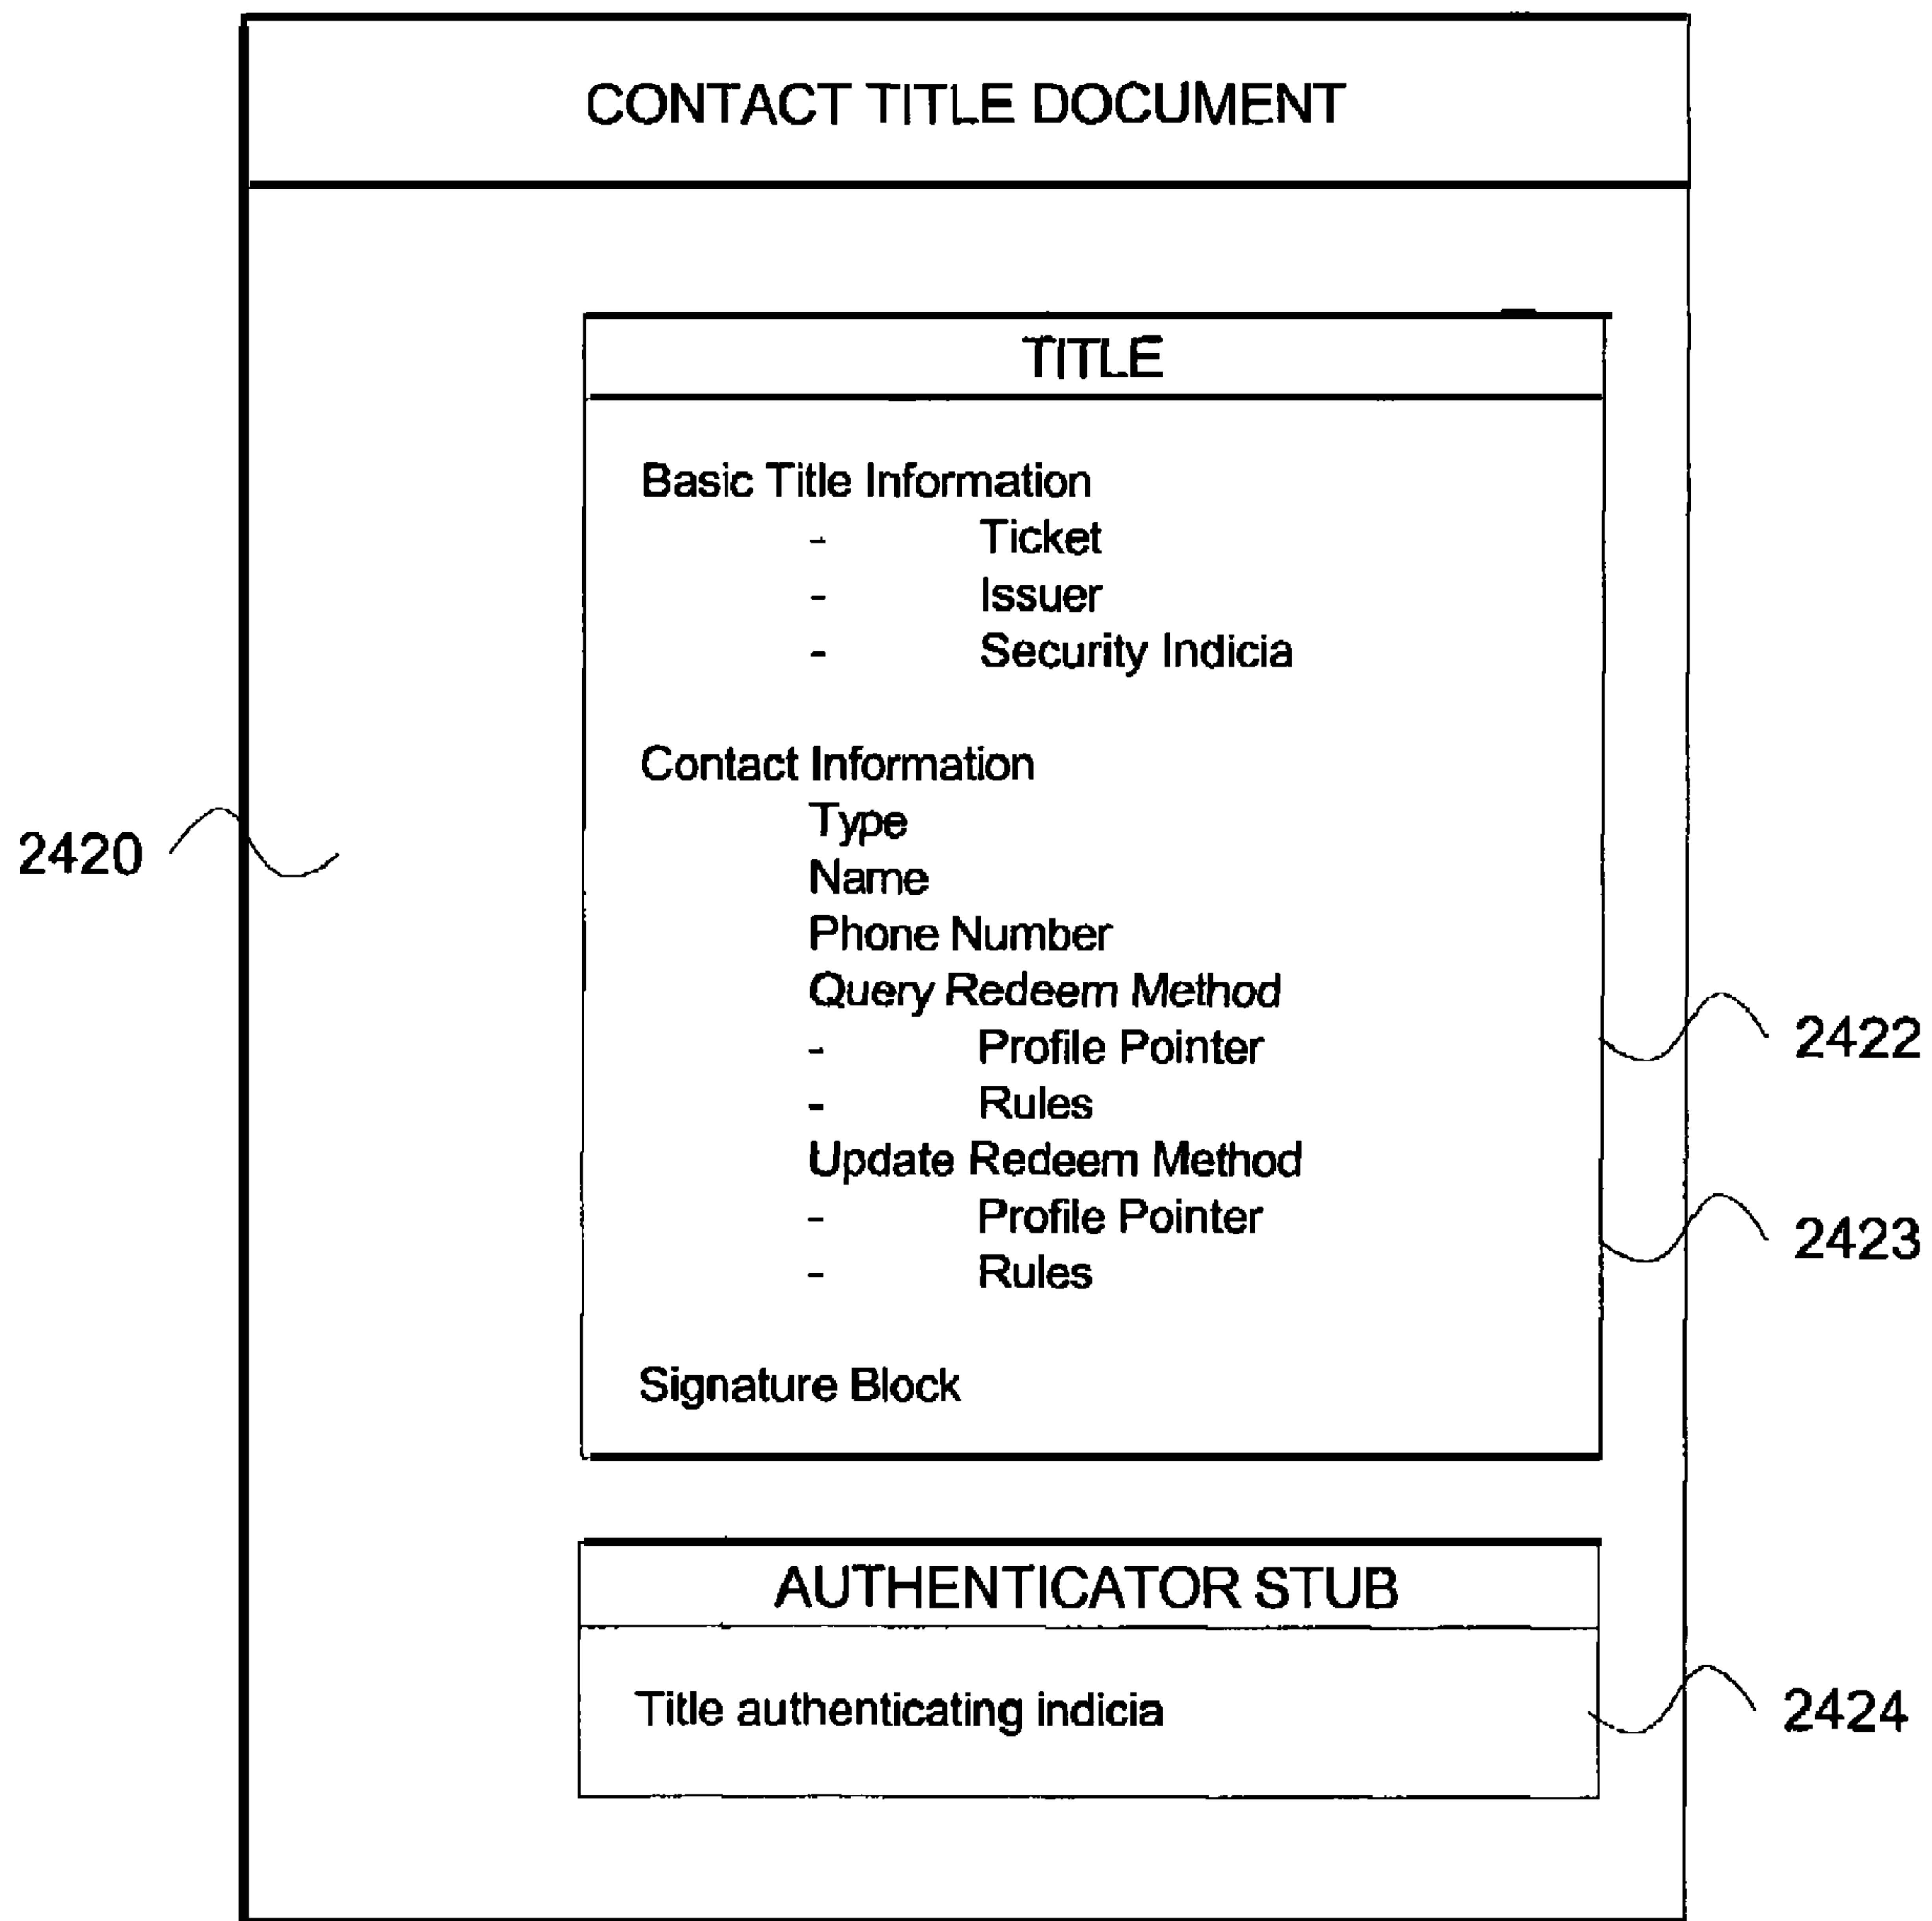 CONTACT TITLE DOCUMENT
TITLE
Basic Title Information
- Ticket
- Issuer
- Security Indicia
Contact Information
Type
2420
Name
Phone Number
Query Redeem Method
- Profile Pointer
2422
- Rules
Update Redeem Method
- Profile Pointer
2423
- Rules
Signature Block
AUTHENTICATOR STUB
Title authenticating indicia
2424